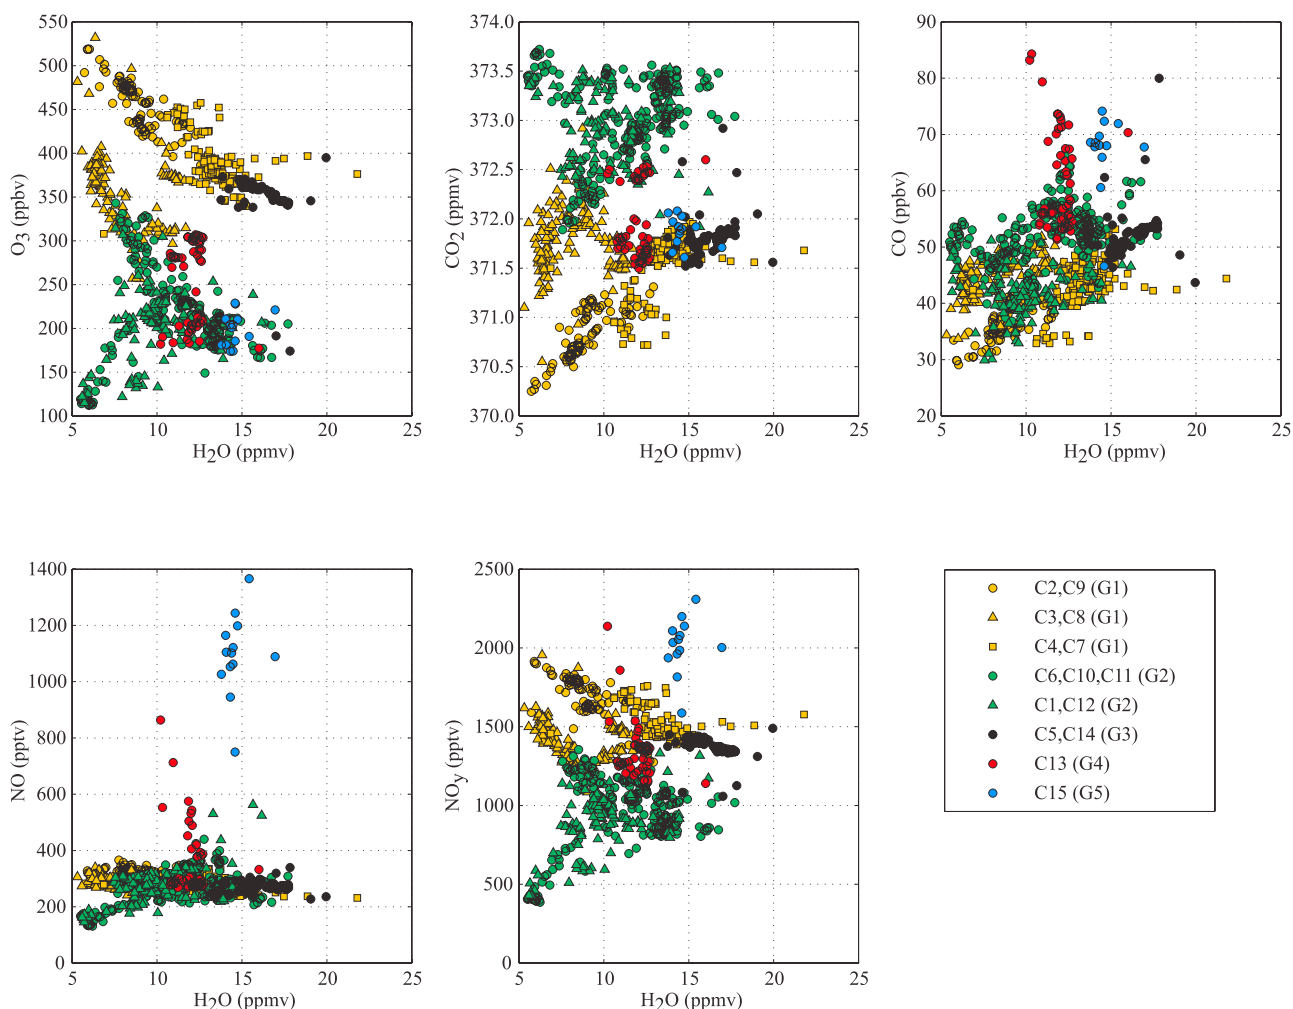 O3 (ppbv)
550
500
450
400
350
300
250
200
150
100
5 10 15 20 25
H2O (ppmv)
CO2 (ppmv)
374.0
373.5
373.0
372.5
372.0
371.5
371.0
370.5
370.0
5 10 15 20 25
H2O (ppmv)
CO (ppbv)
90
80
70
60
50
40
30
20
5 10 15 20 25
H2O (ppmv)
NO (pptv)
1400
1200
1000
800
600
400
200
0
5 10 15 20 25
H2O (ppmv)
NOy (pptv)
2500
2000
1500
1000
500
0
5 10 15 20 25
H2O (ppmv)
C2,C9 (G1)
C3,C8 (G1)
C4,C7 (G1)
C6,C10,C11 (G2)
C1,C12 (G2)
C5,C14 (G3)
C13 (G4)
C15 (G5)